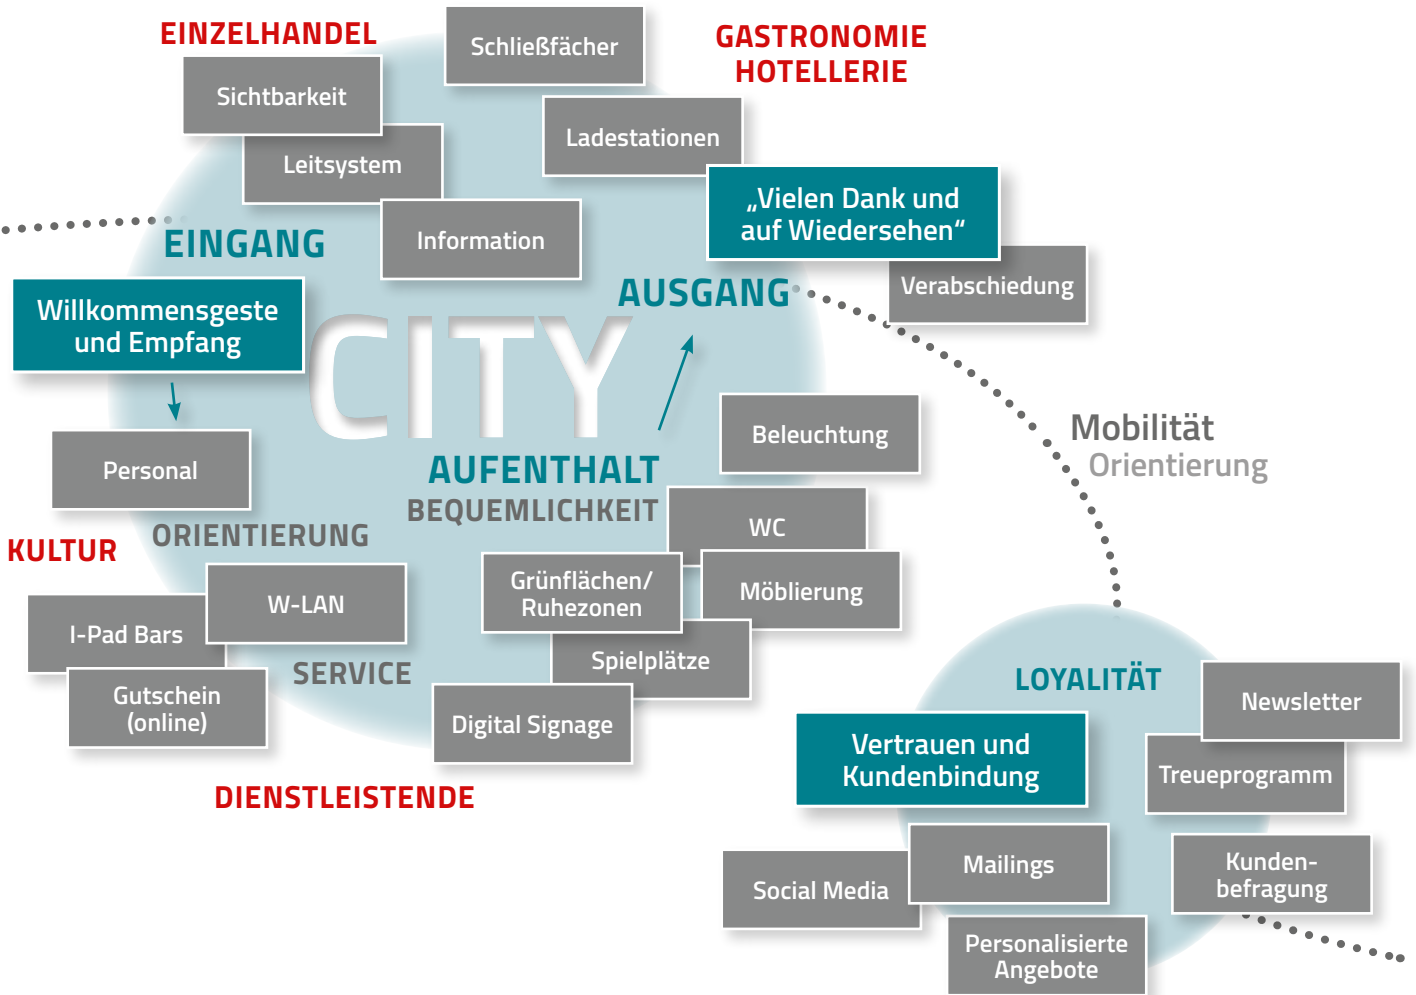 EINZELHANDEL
Schließfächer
GASTRONOMIE
HOTELLERIE
Sichtbarkeit
Ladestationen
Leitsystem
„Vielen Dank und
auf Wiedersehen“
EINGANG
Information
Verabschiedung
AUSGANG
Willkommensgeste
und Empfang
CITY
Beleuchtung
Mobilität
Orientierung
Personal
AUFENTHALT
BEQUEMLICHKEIT
WC
ORIENTIERUNG
KULTUR
Grünflächen/
Ruhezonen
Möblierung
W-LAN
I-Pad Bars
Spielplätze
SERVICE
Gutschein
(online)
Digital Signage
DIENSTLEISTENDE
LOYALITÄT
Newsletter
Vertrauen und
Kundenbindung
Treueprogramm
Mailings
Kunden-
befragung
Social Media
Personalisierte
Angebote